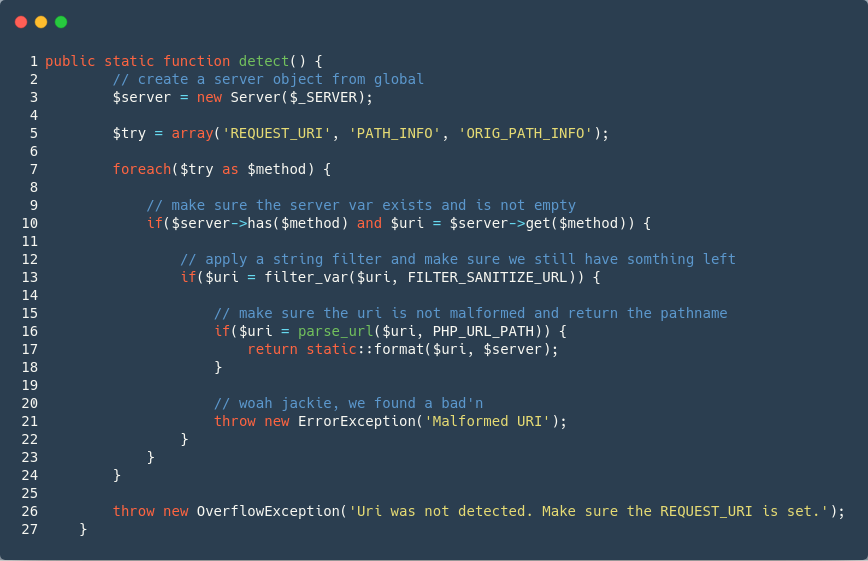 1 public static function detect() {
2         // create a server object from global
3         $server = new Server($_SERVER);
4
5         $try = array('REQUEST_URI', 'PATH_INFO', 'ORIG_PATH_INFO');
6
7         foreach($try as $method) {
8
9             // make sure the server var exists and is not empty
10             if($server->has($method) and $uri = $server->get($method)) {
11
12                 // apply a string filter and make sure we still have somthing left
13                 if($uri = filter_var($uri, FILTER_SANITIZE_URL)) {
14
15                     // make sure the uri is not malformed and return the pathname
16                     if($uri = parse_url($uri, PHP_URL_PATH)) {
17                         return static::format($uri, $server);
18                     }
19
20                     // woah jackie, we found a bad'n
21                     throw new ErrorException('Malformed URI');
22                 }
23             }
24         }
25
26         throw new OverflowException('Uri was not detected. Make sure the REQUEST_URI is set.');
27     }